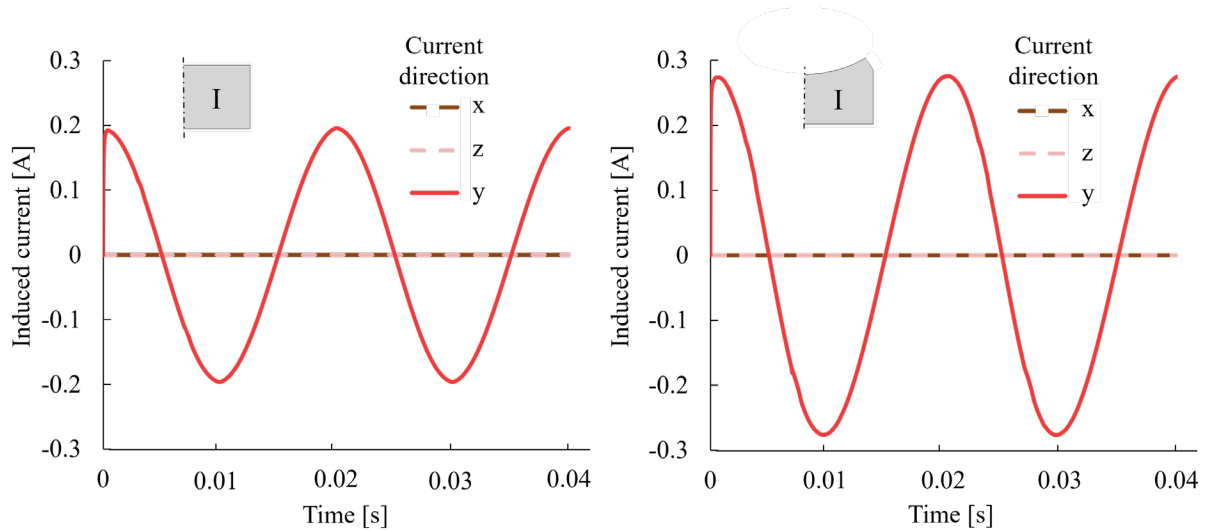 0.3
0.2
0.1
0
-0.1
-0.2
-0.3
Induced current [A]
I
Current
direction
x
z
y
0 0.01 0.02 0.03 0.04
Time [s]
0.3
0.2
0.1
0
-0.1
-0.2
-0.3
Induced current [A]
I
Current
direction
x
z
y
0 0.01 0.02 0.03 0.04
Time [s]